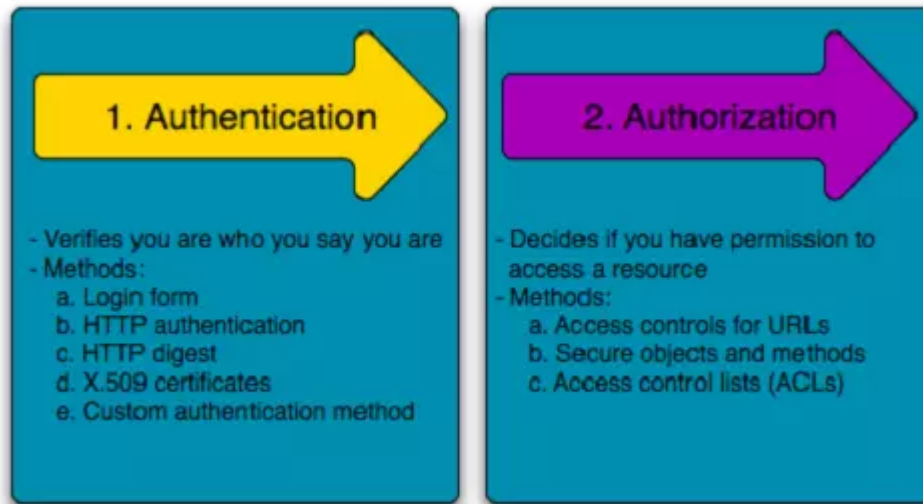 1. Authentication
- Verifies you are who you say you are
- Methods:
a. Login form
b. HTTP authentication
c. HTTP digest
d. X.509 certificates
e. Custom authentication method
2. Authorization
- Decides if you have permission to
access a resource
- Methods:
a. Access controls for URLs
b. Secure objects and methods
c. Access control lists (ACLs)